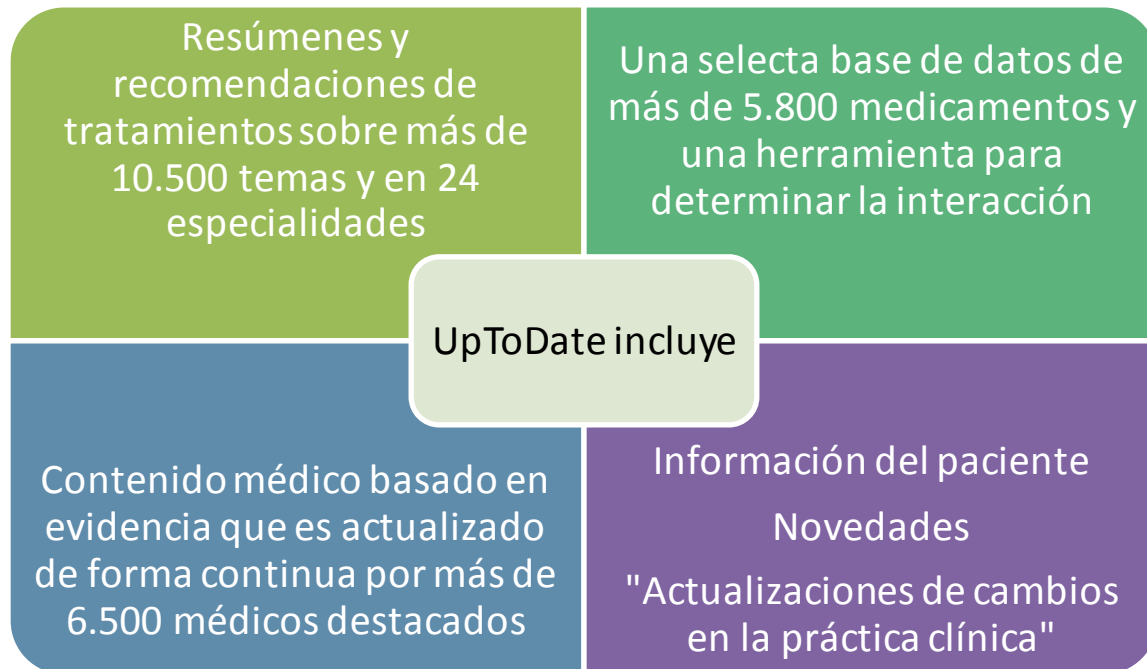 Resúmenes y
recomendaciones de
tratamientos sobre más de
10.500 temas y en 24
especialidades
Una selecta base de datos de
más de 5.800 medicamentos y
una herramienta para
determinar la interacción
UpToDate incluye
Contenido médico basado en
evidencia que es actualizado
de forma continua por más de
6.500 médicos destacados
Información del paciente
Novedades
"Actualizaciones de cambios
en la práctica clínica"